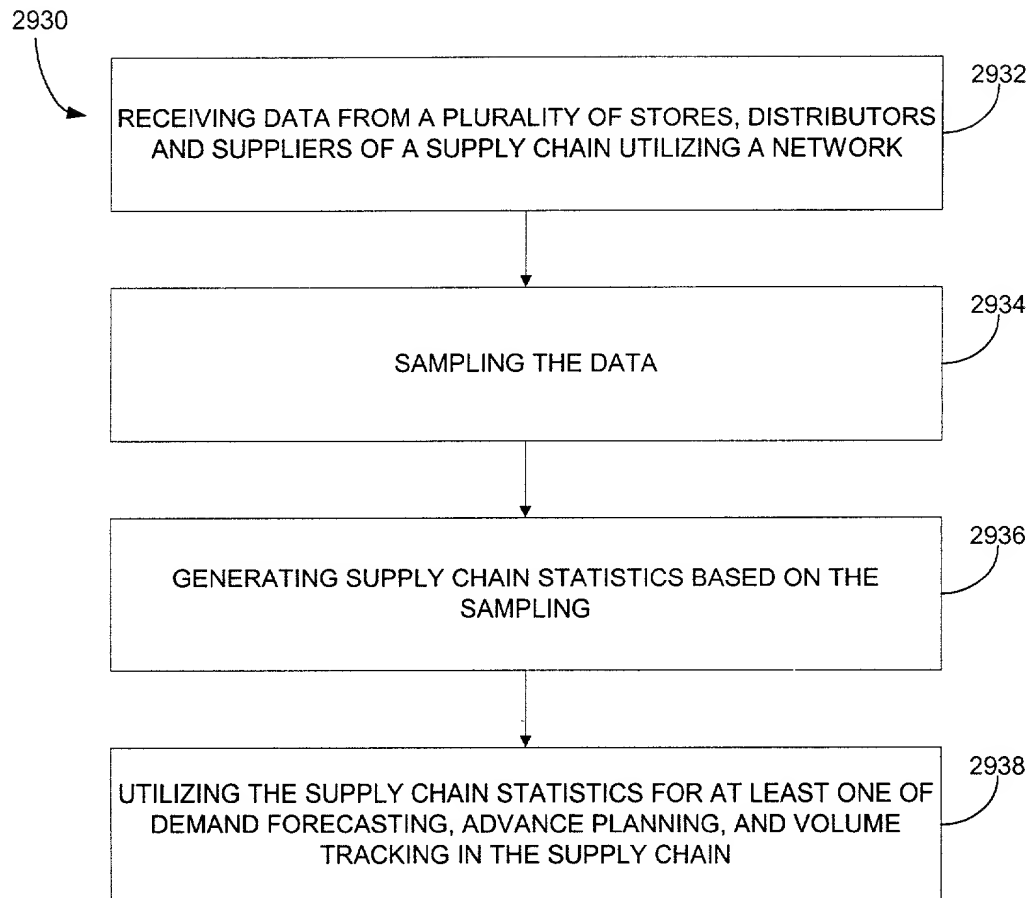 2930
2932
RECEIVING DATA FROM A PLURALITY OF STORES, DISTRIBUTORS
AND SUPPLIERS OF A SUPPLY CHAIN UTILIZING A NETWORK
2934
SAMPLING THE DATA
2936
GENERATING SUPPLY CHAIN STATISTICS BASED ON THE
SAMPLING
2938
UTILIZING THE SUPPLY CHAIN STATISTICS FOR AT LEAST ONE OF
DEMAND FORECASTING, ADVANCE PLANNING, AND VOLUME
TRACKING IN THE SUPPLY CHAIN